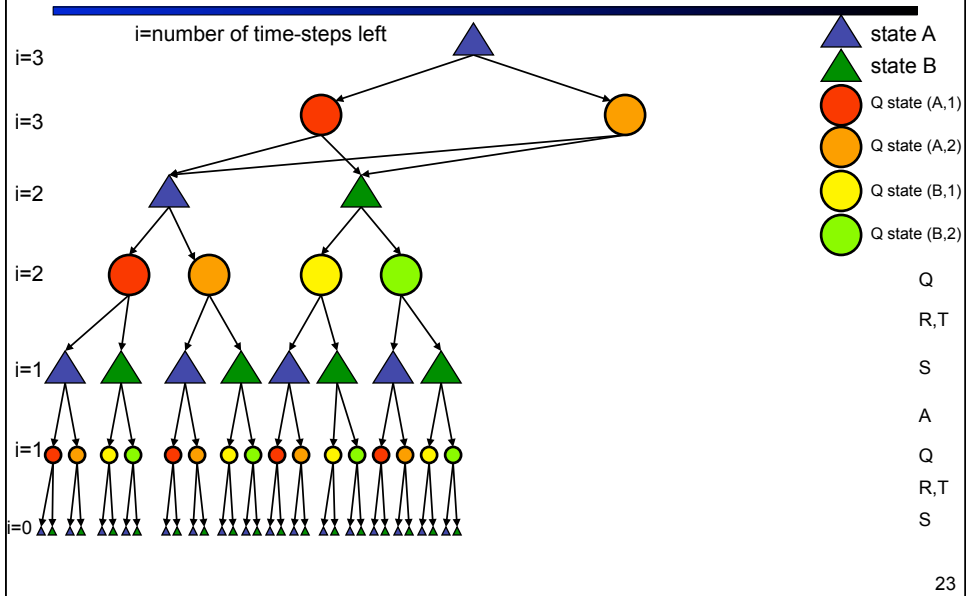 i=number of time-steps left
state A
i=3
state B
Q state (A,1)
i=3
Q state (A,2)
i=2
Q state (B,1)
Q state (B,2)
i=2
Q
R,T
i=1
S
A
i=1
Q
R,T
i=0
S
23